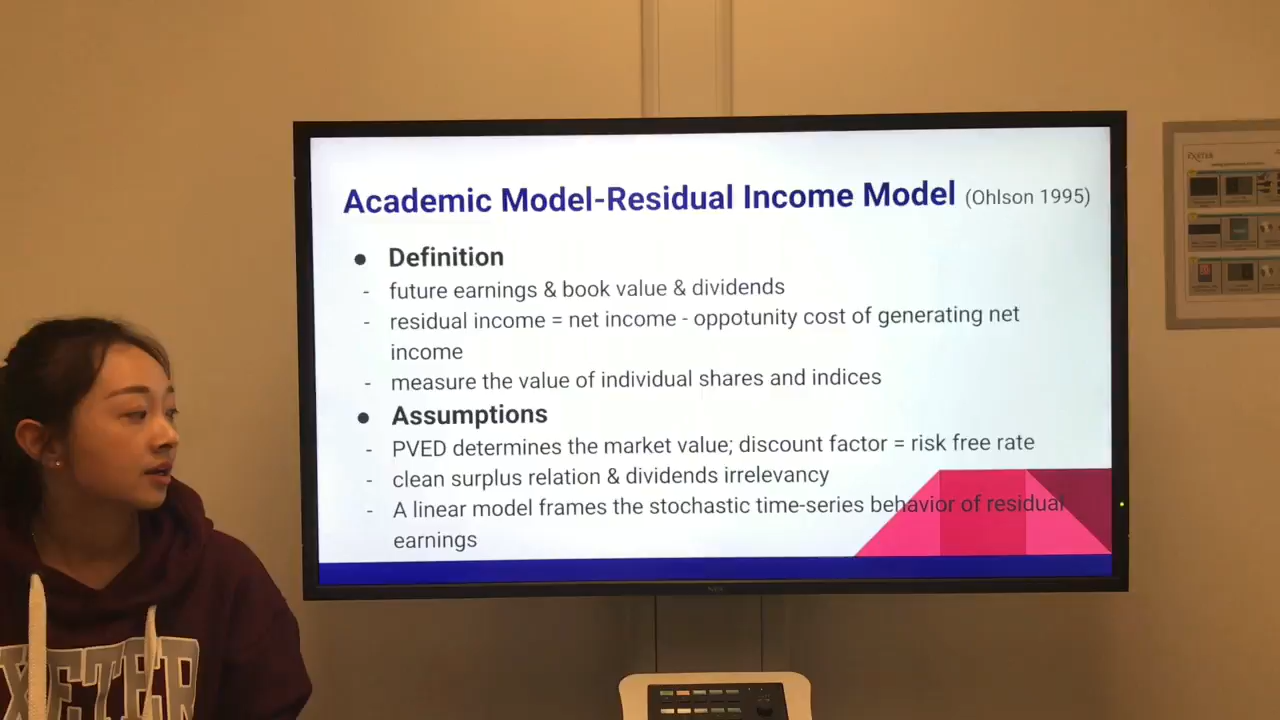 Academic Model-Residual Income Model (Ohlson 1995)
● Definition
- future earnings & book value & dividends
- residual income = net income - oppotunity cost of generating net
income
- measure the value of individual shares and indices
● Assumptions
- PVED determines the market value; discount factor = risk free rate
- clean surplus relation & dividends irrelevancy
- A linear model frames the stochastic time-series behavior of residual
earnings
NEC
EXETER
EXETER